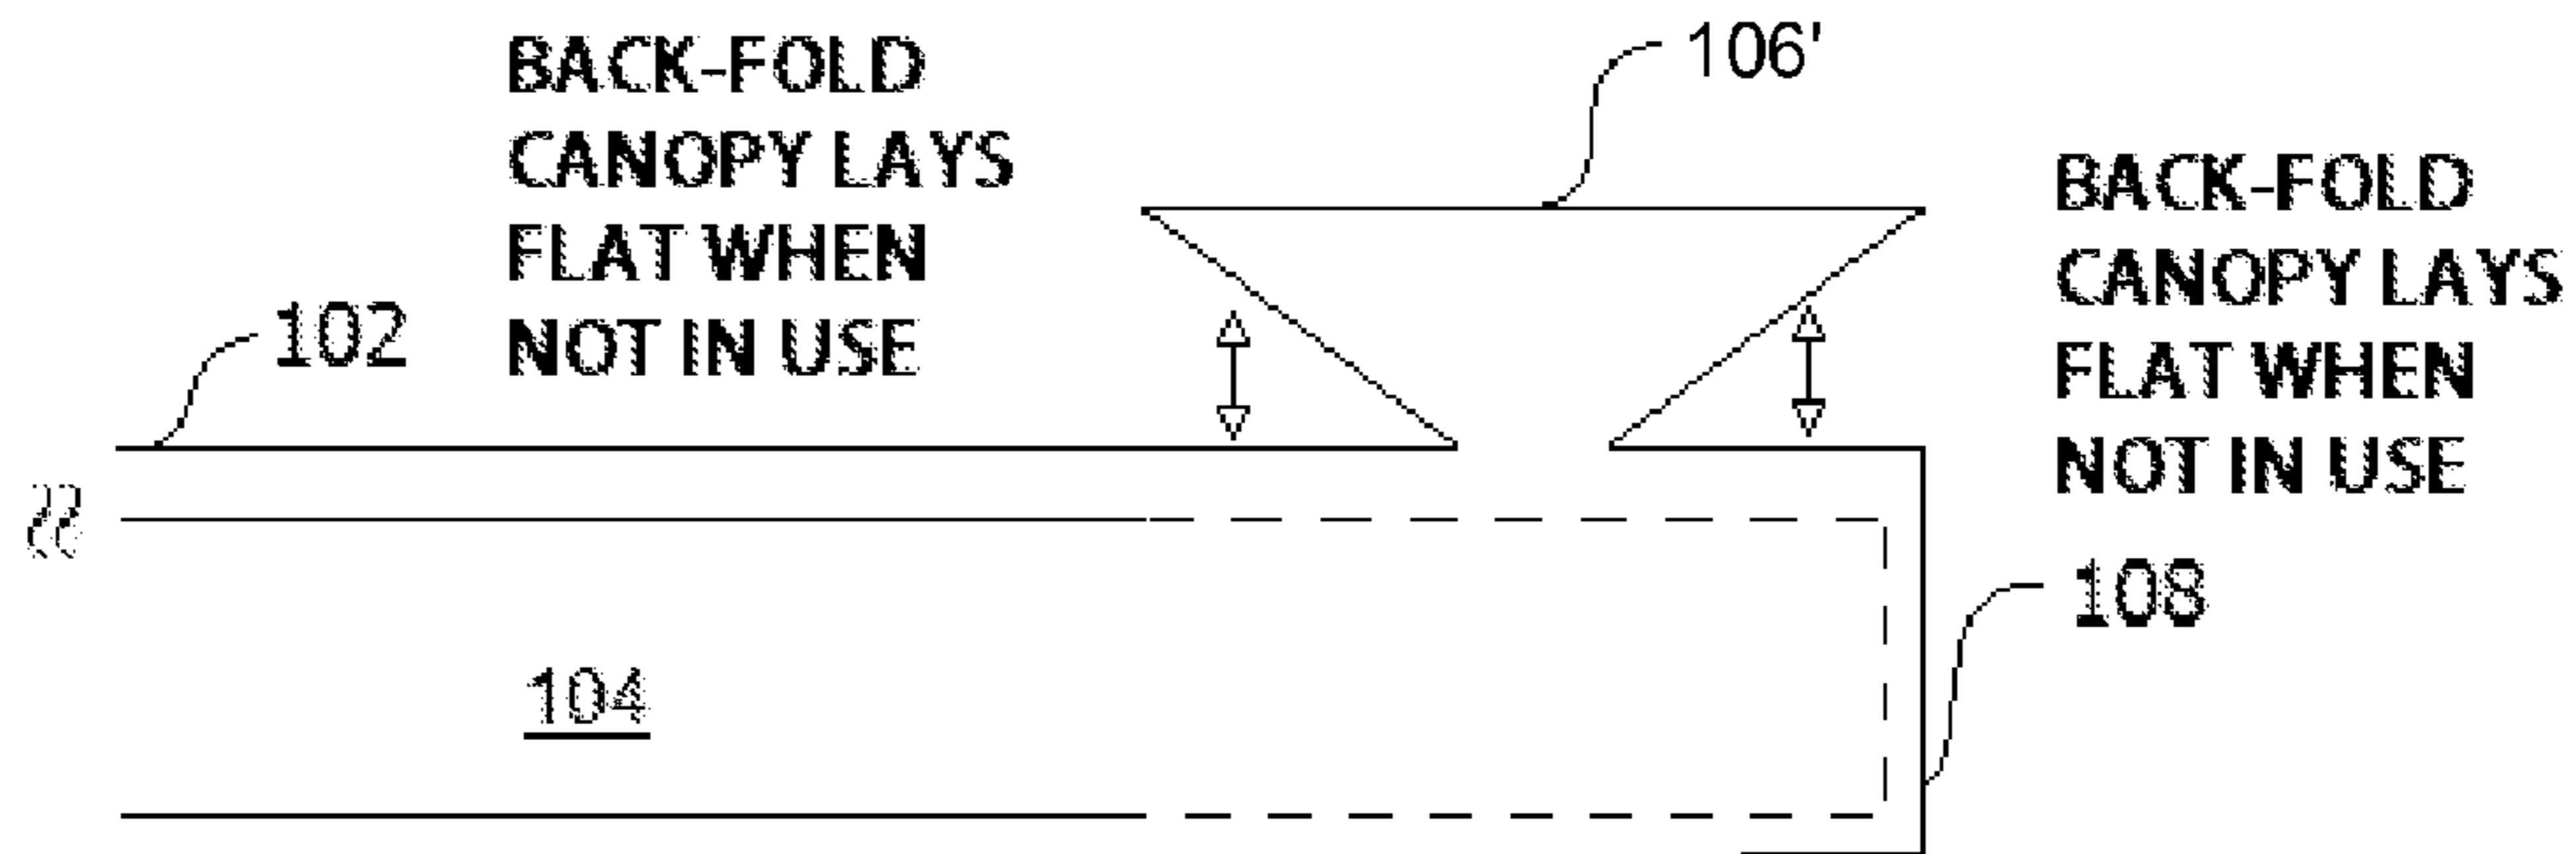 BACK-FOLD
CANOPY LAYS
FLAT WHEN
NOT IN USE
106'
BACK-FOLD
CANOPY LAYS
FLAT WHEN
NOT IN USE
102
104
108